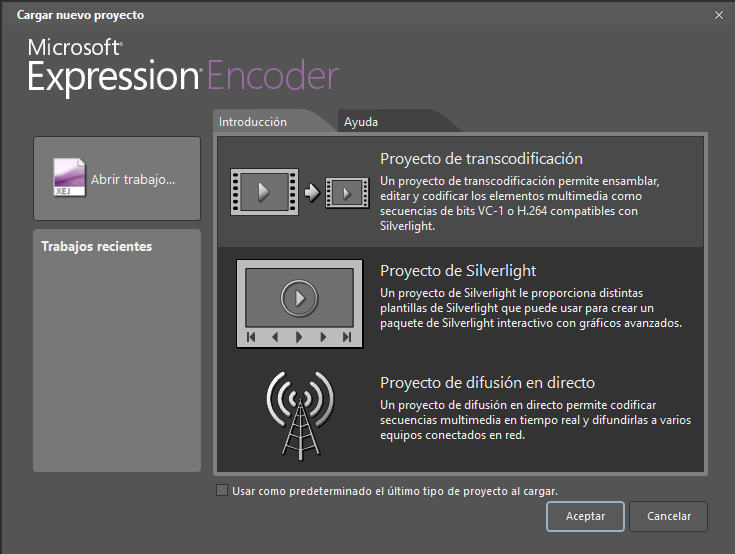 Cargar nuevo proyecto
Microsoft®
Expression® Encoder
Introducción
Ayuda
XEJ
Abrir trabajo...
Trabajos recientes
Proyecto de transcodificación
Un proyecto de transcodificación permite ensamblar,
editar y codificar los elementos multimedia como
secuencias de bits VC-1 o H.264 compatibles con
Silverlight.
Proyecto de Silverlight
Un proyecto de Silverlight le proporciona distintas
plantillas de Silverlight que puede usar para crear un
paquete de Silverlight interactivo con gráficos avanzados.
Proyecto de difusión en directo
Un proyecto de difusión en directo permite codificar
secuencias multimedia en tiempo real y difundirlas a varios
equipos conectados en red.
Usar como predeterminado el último tipo de proyecto al cargar.
Aceptar
Cancelar